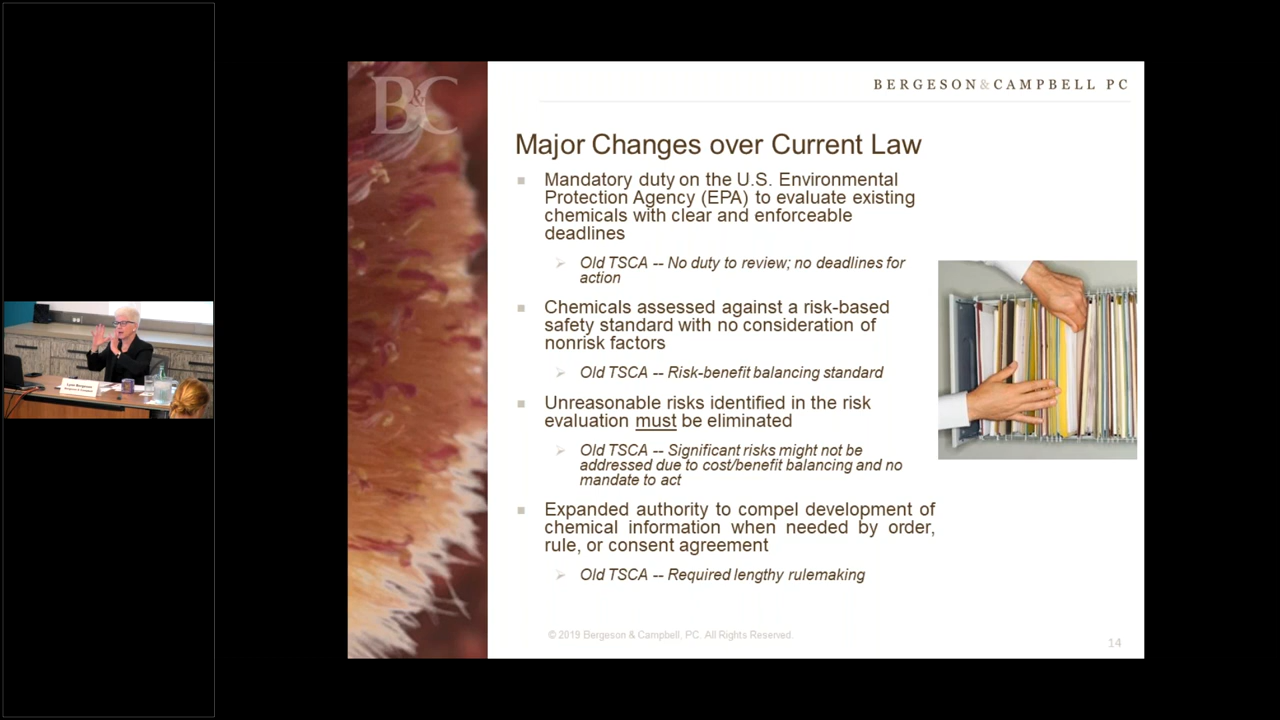 B&C
BERGESON&CAMPBELL PC
Major Changes over Current Law
Mandatory duty on the U.S. Environmental
Protection Agency (EPA) to evaluate existing
chemicals with clear and enforceable
deadlines
Old TSCA -- No duty to review; no deadlines for
action
Chemicals assessed against a risk-based
safety standard with no consideration of
nonrisk factors
Old TSCA -- Risk-benefit balancing standard
Unreasonable risks identified in the risk
evaluation must be eliminated
Old TSCA -- Significant risks might not be
addressed due to cost/benefit balancing and no
mandate to act
Expanded authority to compel development of
chemical information when needed by order,
rule, or consent agreement
Old TSCA -- Required lengthy rulemaking
© 2019 Bergeson & Campbell, PC. All Rights Reserved.
14
Lynn Bergeson
Bergeson & Campbell